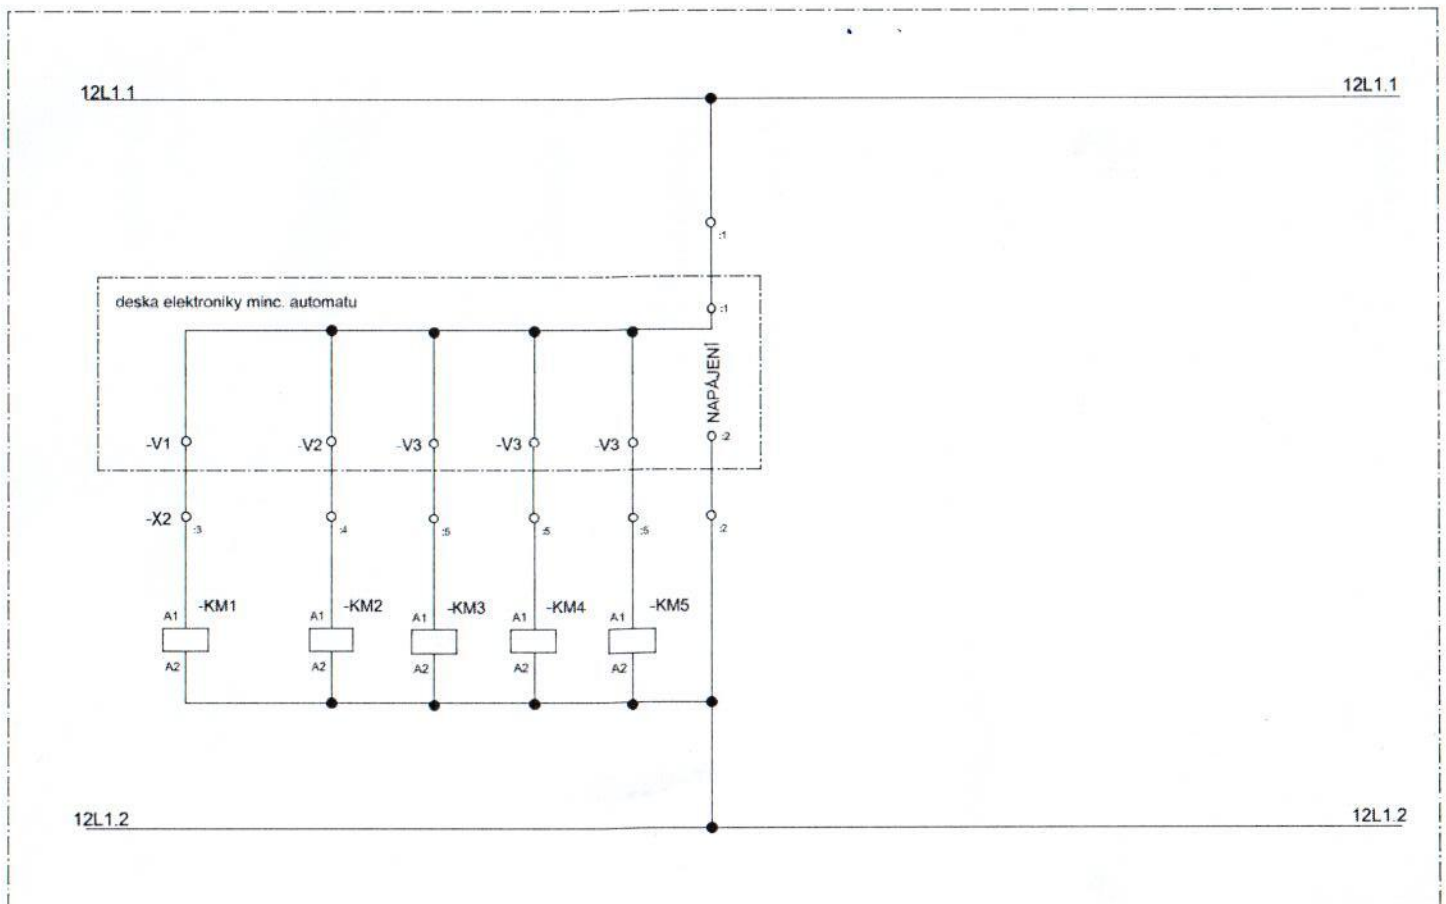 12L1.1 12L1.1
:1
deska elektroniky minc. automatu
:1
NAPÁJENÍ
-V1 -V2 -V3 -V3 -V3 :2
-X2 :3 :4 :5 :5 :5 :2
-KM1 -KM2 -KM3 -KM4 -KM5
A1 A1 A1 A1 A1
A2 A2 A2 A2 A2
12L1.2 12L1.2